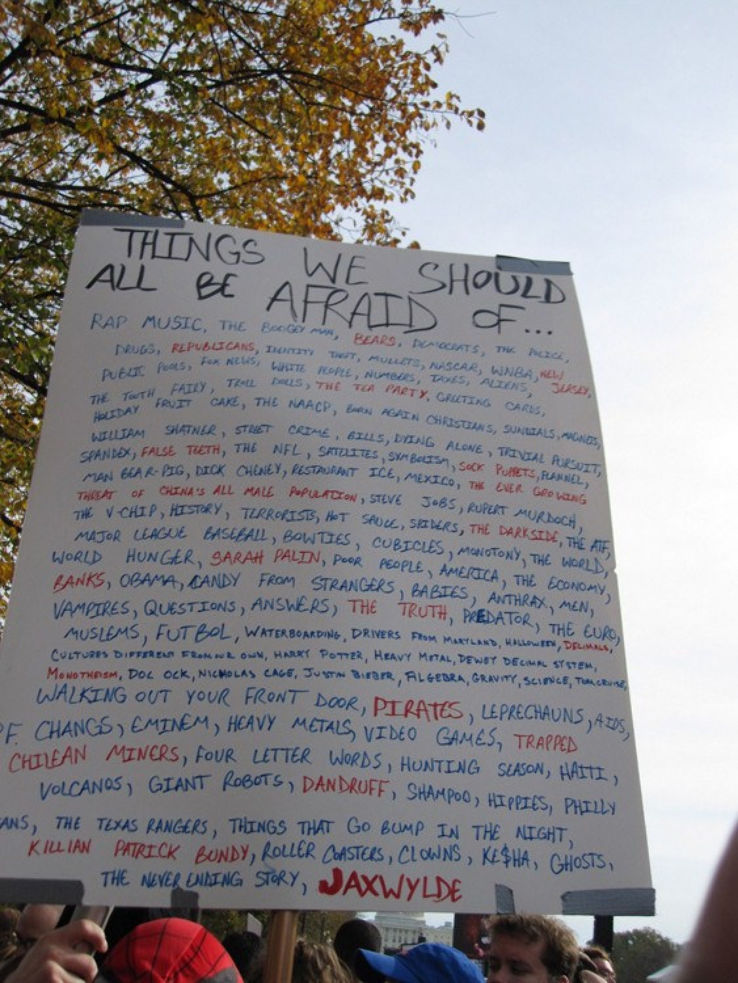 THINGS WE SHOULD
ALL BE AFRAID OF...
RAP MUSIC, THE BOOGEY MAN, BEARS, DEMOCRATS, THE POLICE,
DRUGS, REPUBLICANS, IDENTITY THEFT, MULLETS, NASCAR, WNBA, NEW JERSEY,
PUBLIC POOLS, FOX NEWS, WHITE PEOPLE, NUMBERS, TAXES, ALIENS,
THE TOOTH FAIRY, TROLL DOLLS, THE TEA PARTY, GREETING CARDS,
HOLIDAY FRUIT CAKE, THE NAACP, BORN AGAIN CHRISTIANS, SUNDIALS, MAGNETS,
WILLIAM SHATNER, STREET CRIME, BILLS, DYING ALONE, TRIVIAL PURSUIT,
SPANDEX, FALSE TEETH, THE NFL, SATELITES, SYMBOLISM, SOCK PUPPETS, FLANNEL,
MAN BEAR-PIG, DICK CHENEY, RESTAURANT ICE, MEXICO, THE EVER GROWING
THREAT OF CHINA'S ALL MALE POPULATION, STEVE JOBS, RUPERT MURDOCH,
THE V-CHIP, HISTORY, TERRORISTS, HOT SAUCE, SPIDERS, THE DARKSIDE, THE ATF,
MAJOR LEAGUE BASEBALL, BOWTIES, CUBICLES, MONOTONY, THE WORLD,
WORLD HUNGER, SARAH PALIN, POOR PEOPLE, AMERICA, THE ECONOMY,
BANKS, OBAMA, CANDY FROM STRANGERS, BABIES, ANTHRAX, MEN,
VAMPIRES, QUESTIONS, ANSWERS, THE TRUTH, PREDATOR, THE EURO,
MUSLEMS, FUTBOL, WATERBOARDING, DRIVERS FROM MARYLAND, HALLOWEEN, DECIMALS,
CULTURES DIFFERENT FROM OUR OWN, HARRY POTTER, HEAVY METAL, DEWEY DECIMAL SYSTEM,
MONOTHEISM, DOC OCK, NICHOLAS CAGE, JUSTIN BIEBER, ALGEBRA, GRAVITY, SCIENCE, TOM CRUISE,
WALKING OUT YOUR FRONT DOOR, PIRATES, LEPRECHAUNS, AIDS,
P.F. CHANGS, EMINEM, HEAVY METALS, VIDEO GAMES, TRAPPED
CHILEAN MINERS, FOUR LETTER WORDS, HUNTING SEASON, HAITI,
VOLCANOS, GIANT ROBOTS, DANDRUFF, SHAMPOO, HIPPIES, PHILLY
ANS, THE TEXAS RANGERS, THINGS THAT GO BUMP IN THE NIGHT,
KILLIAN PATRICK BUNDY, ROLLER COASTERS, CLOWNS, KE$HA, GHOSTS,
THE NEVER ENDING STORY, JAXWYLDE